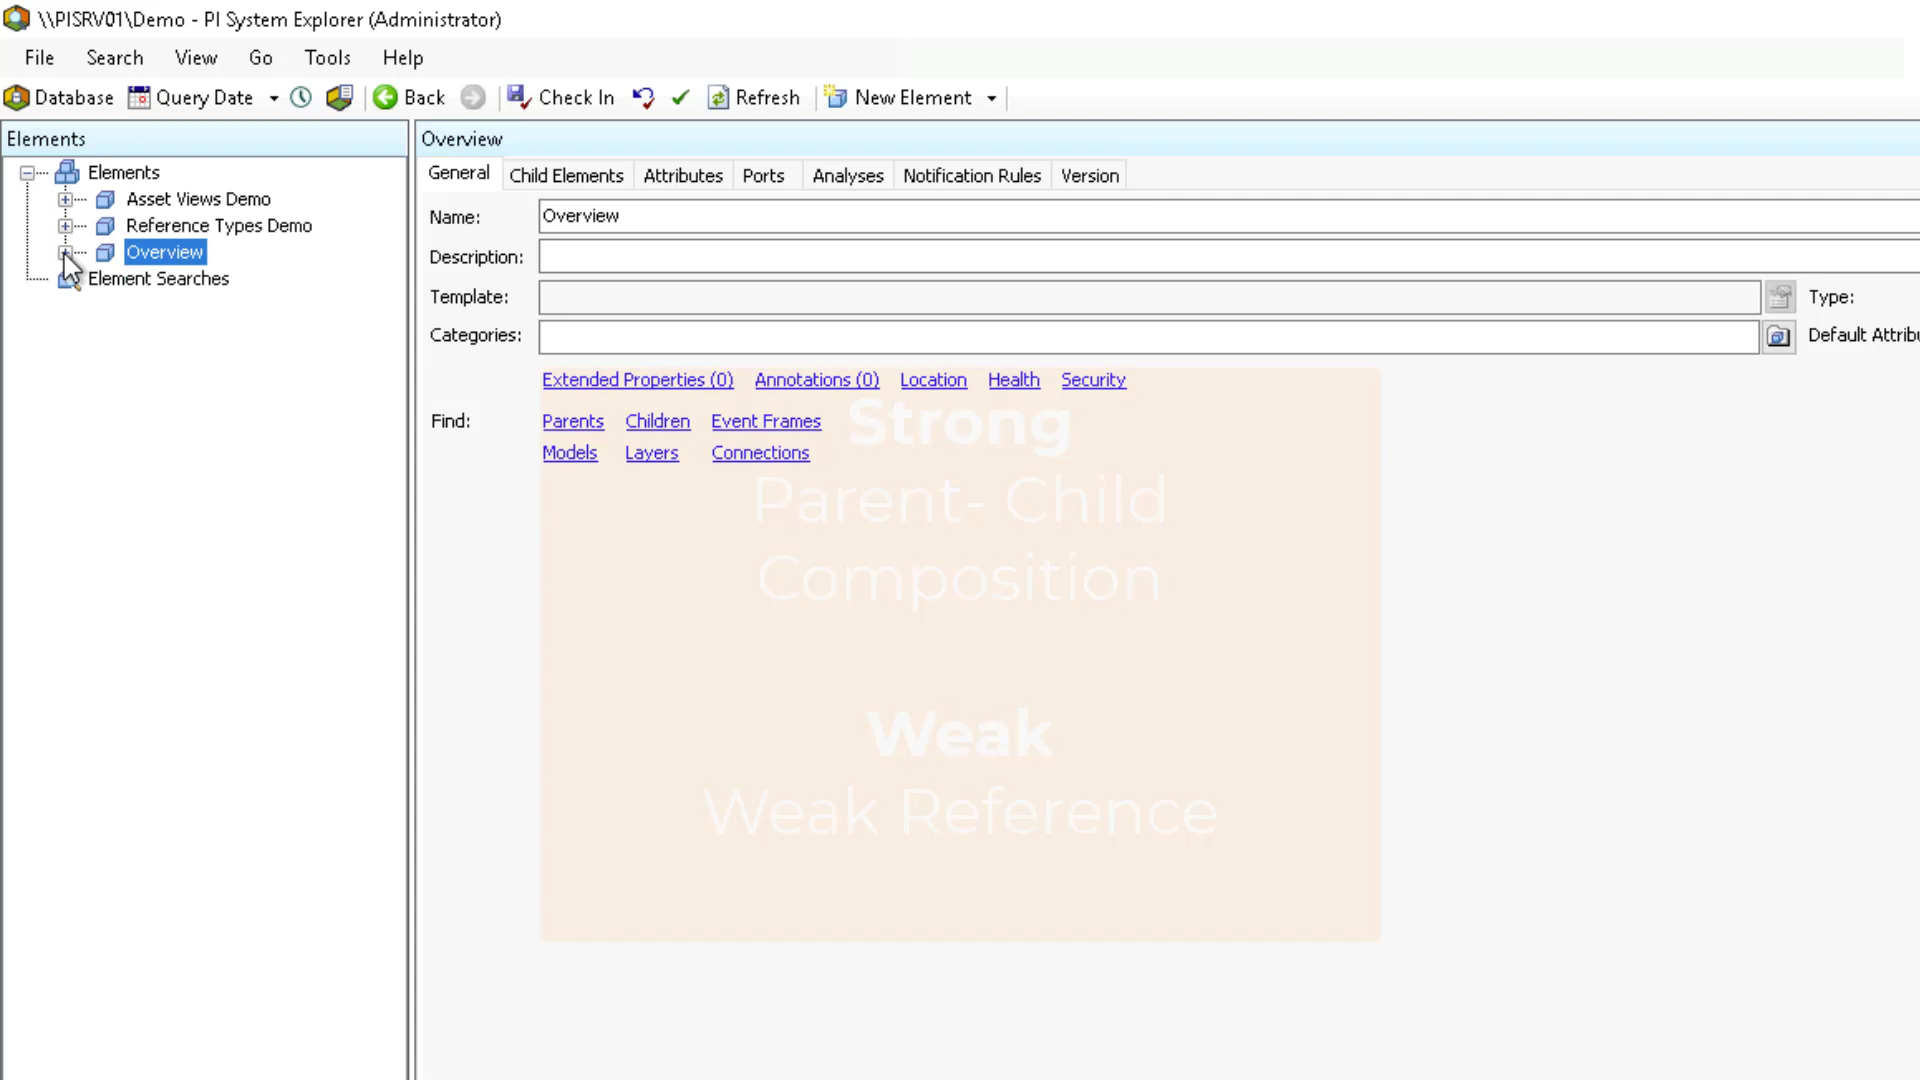 \\PISRV01\Demo - PI System Explorer (Administrator)
File Search View Go Tools Help
Database Query Date Back Check In Refresh New Element
Elements
Elements
Asset Views Demo
Reference Types Demo
Overview
Element Searches
Overview
General Child Elements Attributes Ports Analyses Notification Rules Version
Name: Overview
Description:
Template: Type:
Categories: Default Attribu
Extended Properties (0) Annotations (0) Location Health Security
Find: Parents Children Event Frames
Models Layers Connections
Strong
Parent- Child
Composition
Weak
Weak Reference